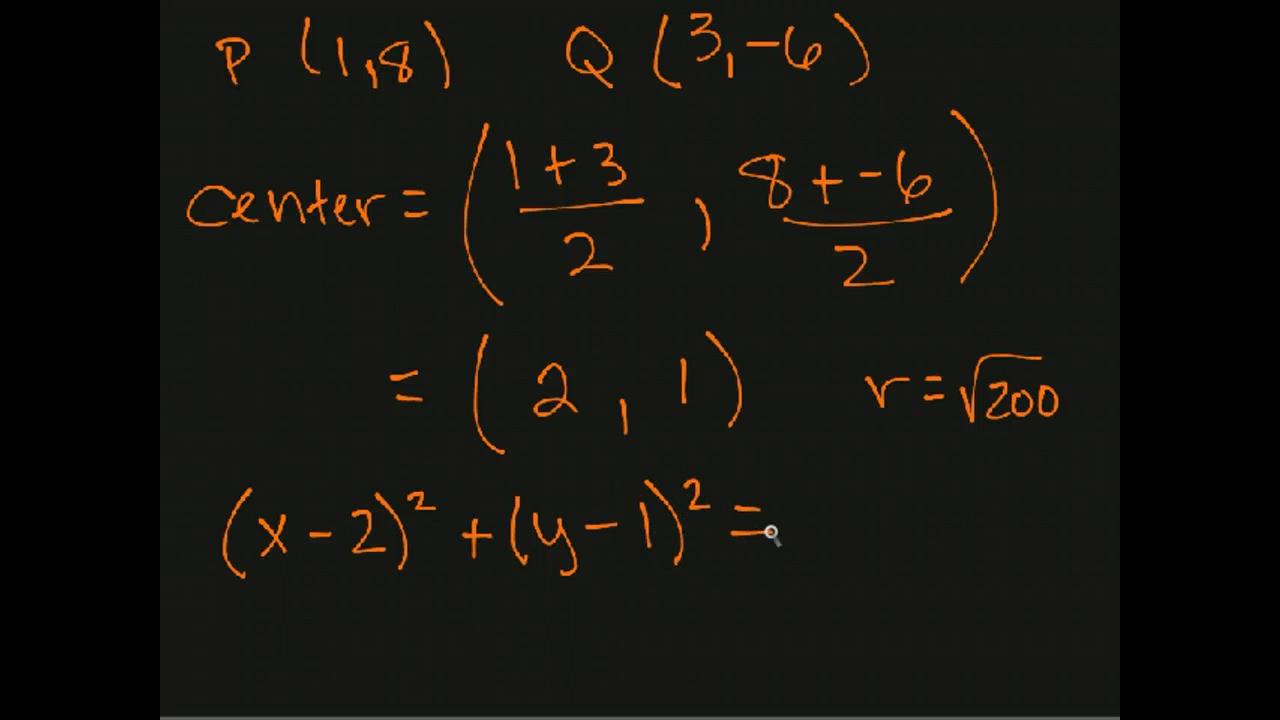 P (1,8) Q (3,-6)
center = (1+3/2, 8+-6/2)
= (2, 1) r = √200
(x-2)² + (y-1)² =